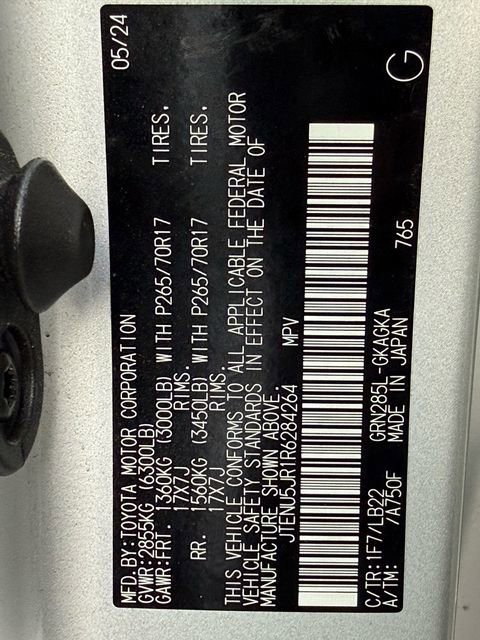 MFD.BY:TOYOTA MOTOR CORPORATION 05/24
GVWR:2855KG (6300LB)
GAWR:FRT. 1360KG (3000LB) WITH P265/70R17 TIRES.
17X7J RIMS.
RR. 1560KG (3450LB) WITH P265/70R17 TIRES.
17X7J RIMS.
THIS VEHICLE CONFORMS TO ALL APPLICABLE FEDERAL MOTOR
VEHICLE SAFETY STANDARDS IN EFFECT ON THE DATE OF
MANUFACTURE SHOWN ABOVE.
JTENU5JR1R6284264 MPV
C/TR:1F7/LB22 GRN285L-GKAGKA 765
A/TM: /A750F MADE IN JAPAN
G